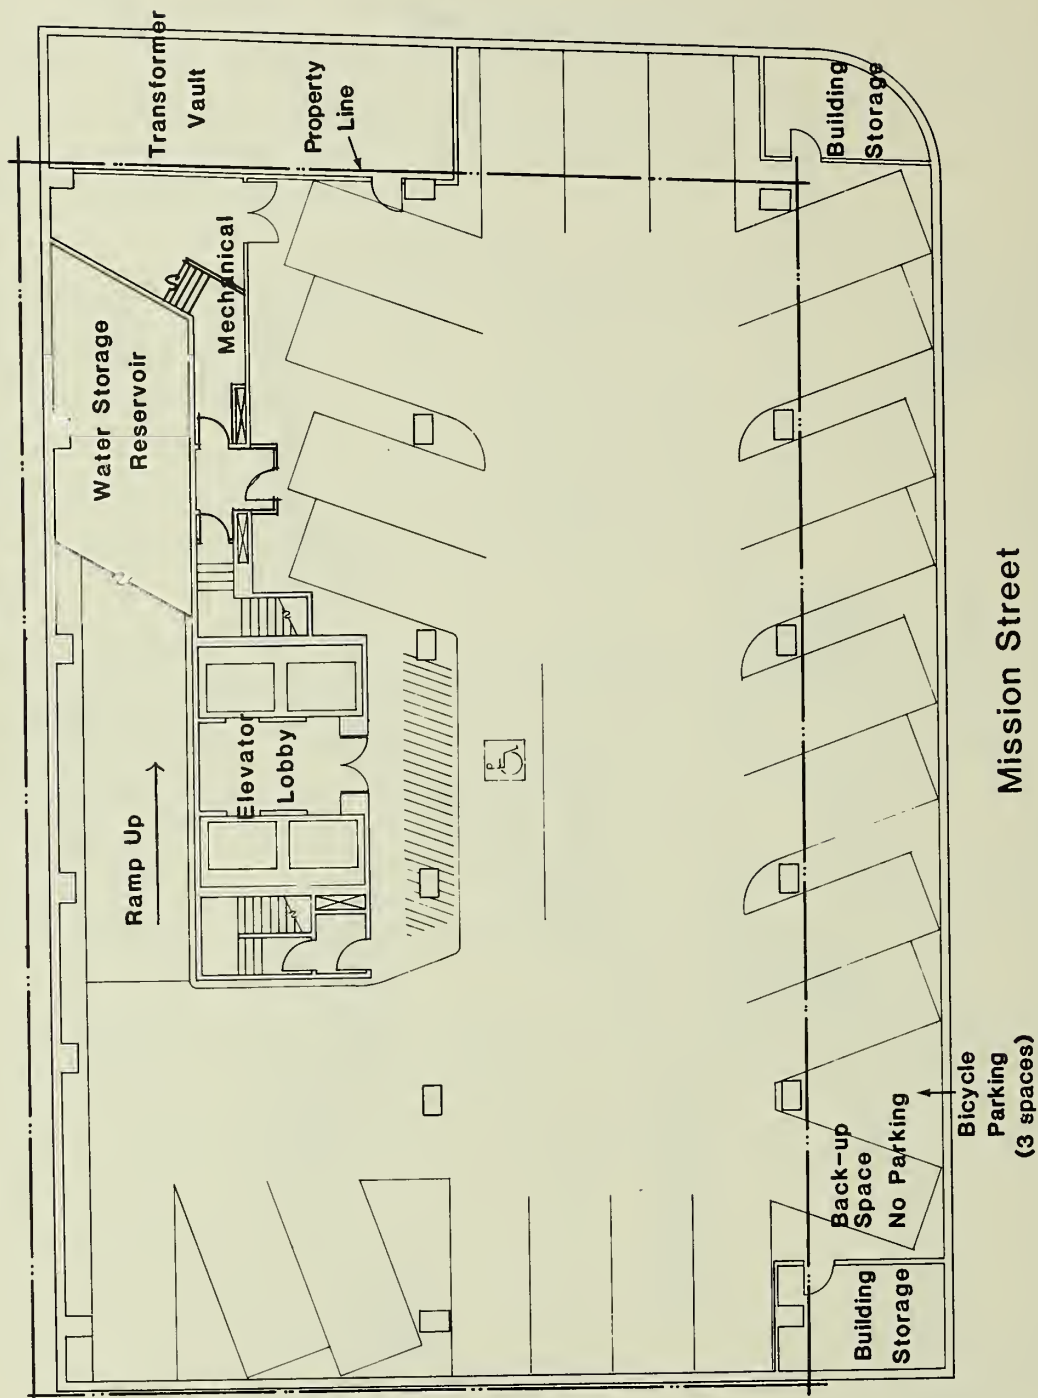 Transformer
Vault
Property
Line
Building
Storage
Water Storage
Reservoir
Mechanical
Ramp Up
Elevator
Lobby
P
Back-up
Space
No Parking
Building
Storage
Mission Street
Bicycle
Parking
(3 spaces)